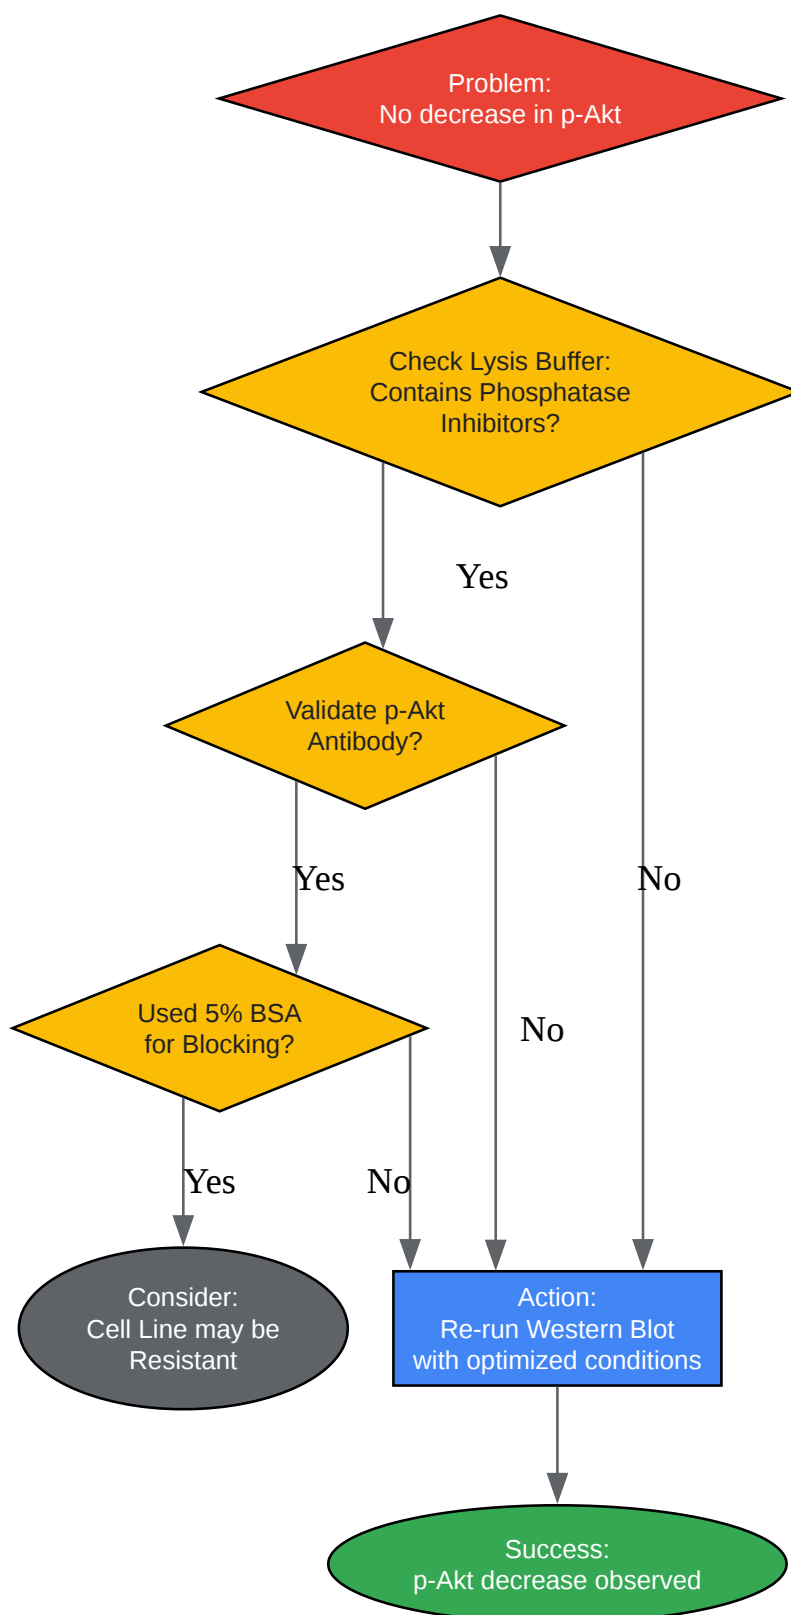 Problem:
No decrease in p-Akt
Check Lysis Buffer:
Contains Phosphatase
Inhibitors?
Yes
Validate p-Akt
Antibody?
Yes
No
Used 5% BSA
for Blocking?
No
Yes
No
Consider:
Cell Line may be
Resistant
Action:
Re-run Western Blot
with optimized conditions
Success:
p-Akt decrease observed